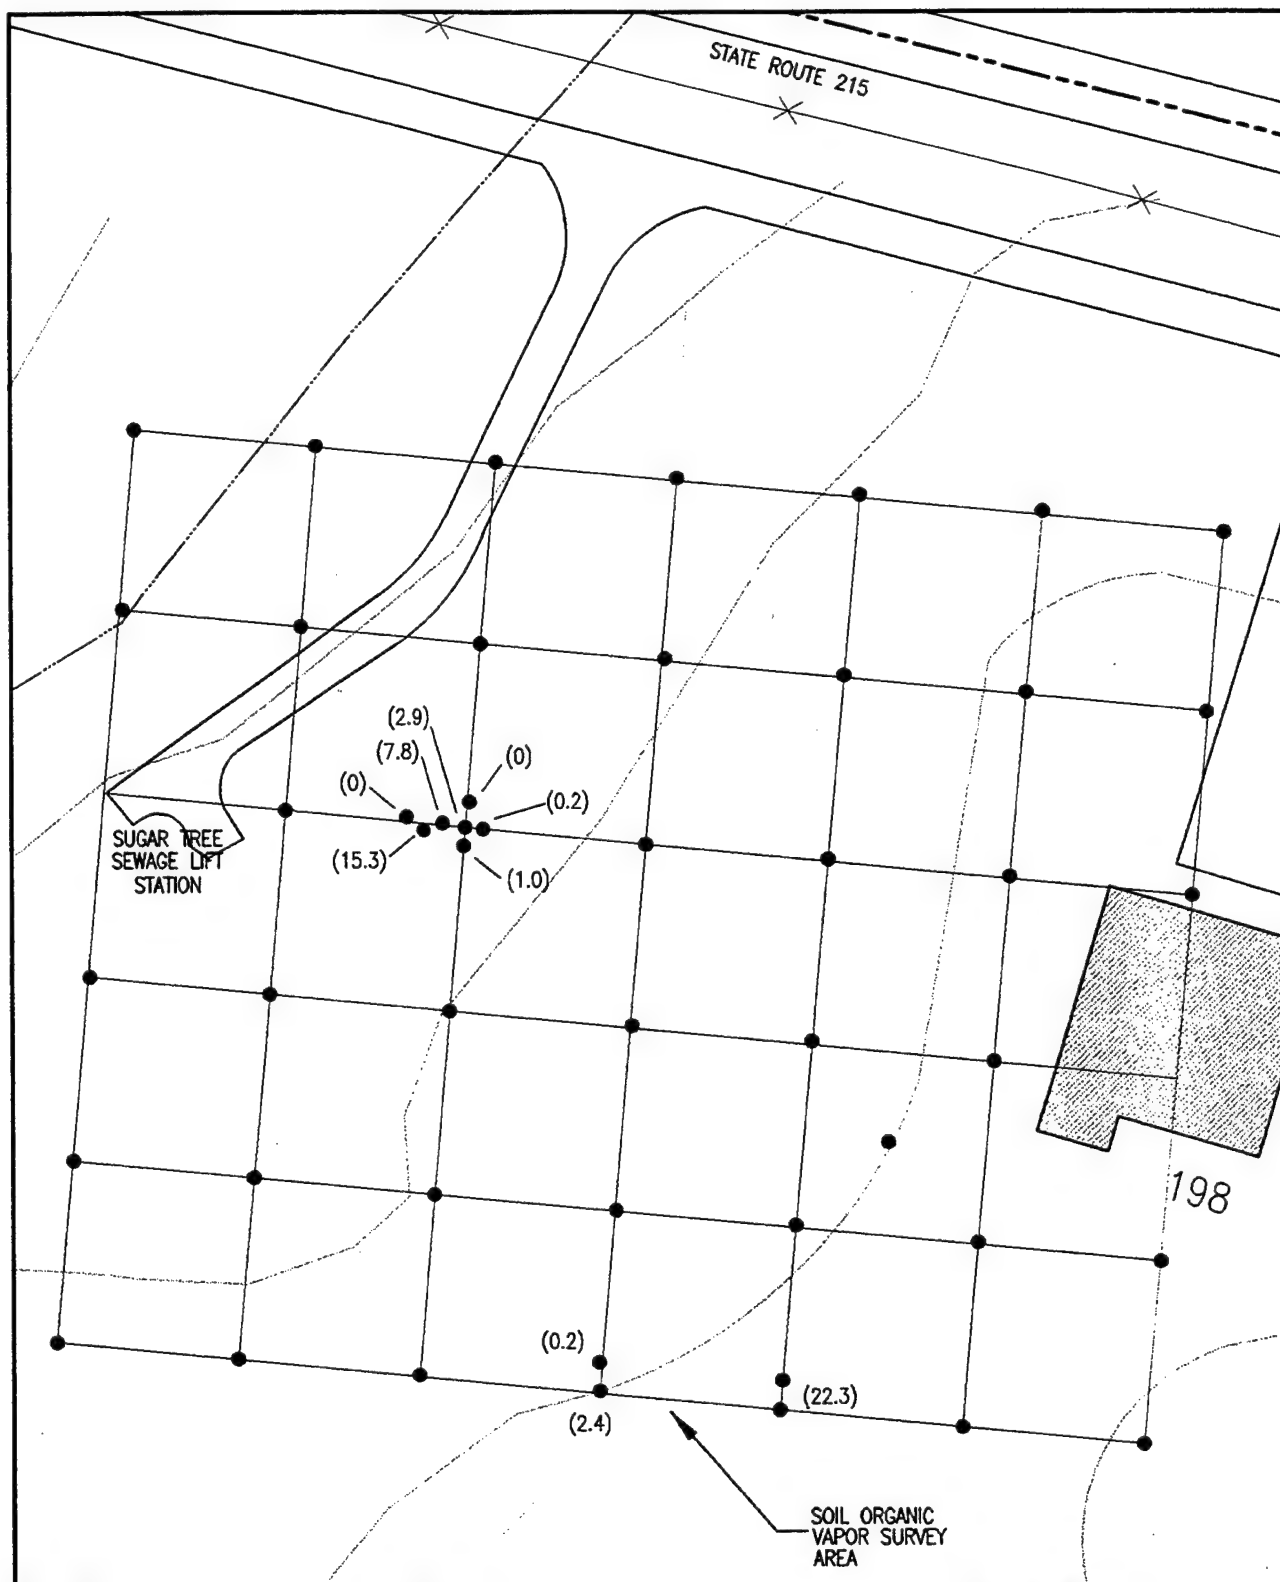 STATE ROUTE 215
(2.9)
(7.8)
(0)
(0)
(0.2)
(15.3)
(1.0)
SUGAR TREE
SEWAGE LIFT
STATION
198
(0.2)
(22.3)
(2.4)
SOIL ORGANIC
VAPOR SURVEY
AREA